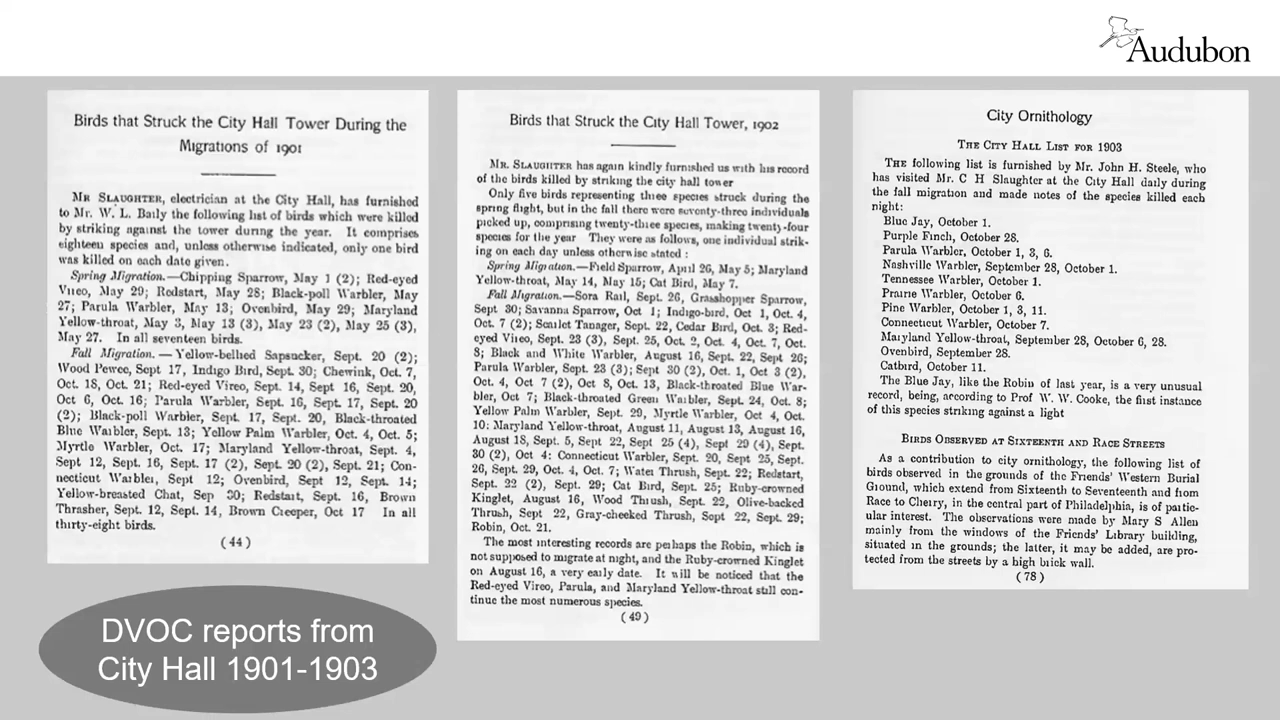 Audubon
Birds that Struck the City Hall Tower During the
Migrations of 1901
MR SLAUGHTER, electrician at the City Hall, has furnished
to Mr. W. L. Baily the following list of birds which were killed
by striking against the tower during the year. It comprises
eighteen species and, unless otherwise indicated, only one bird
was killed on each date given.
Spring Migration.—Chipping Sparrow, May 1 (2); Red-eyed
Vireo, May 29; Redstart, May 28; Black-poll Warbler, May
27; Parula Warbler, May 13; Ovenbird, May 29; Maryland
Yellow-throat, May 3, May 13 (3), May 23 (2), May 25 (3),
May 27. In all seventeen birds.
Fall Migration. — Yellow-bellied Sapsucker, Sept. 20 (2);
Wood Pewee, Sept 17, Indigo Bird, Sept. 30; Chewink, Oct. 7,
Oct. 18, Oct. 21; Red-eyed Vireo, Sept. 14, Sept 16, Sept. 20,
Oct 6, Oct. 16; Parula Warbler, Sept. 16, Sept. 17, Sept. 20
(2); Black-poll Warbler, Sept. 17, Sept. 20, Black-throated
Blue Warbler, Sept. 13; Yellow Palm Warbler, Oct. 4, Oct. 5;
Myrtle Warbler, Oct. 17; Maryland Yellow-throat, Sept. 4,
Sept 12, Sept. 16, Sept. 17 (2), Sept. 20 (2), Sept. 21; Con-
necticut Warbler, Sept 12; Ovenbird, Sept 12, Sept. 14;
Yellow-breasted Chat, Sep 30; Redstart, Sept. 16, Brown
Thrasher, Sept. 12, Sept. 14, Brown Creeper, Oct 17 In all
thirty-eight birds.
(44)
Birds that Struck the City Hall Tower, 1902
MR. SLAUGHTER has again kindly furnished us with his record
of the birds killed by striking the city hall tower
Only five birds representing three species struck during the
spring flight, but in the fall there were seventy-three individuals
picked up, comprising twenty-three species, making twenty-four
species for the year They were as follows, one individual strik-
ing on each day unless otherwise stated :
Spring Migration.—Field Sparrow, April 26, May 5; Maryland
Yellow-throat, May 14, May 15; Cat Bird, May 7.
Fall Migration.—Sora Rail, Sept. 26, Grasshopper Sparrow,
Sept 30; Savanna Sparrow, Oct 1; Indigo-bird, Oct 1, Oct. 4,
Oct. 7 (2); Scarlet Tanager, Sept. 22, Cedar Bird, Oct. 3; Red-
eyed Vireo, Sept. 23 (3), Sept. 25, Oct. 2, Oct. 4, Oct. 7, Oct.
8; Black and White Warbler, August 16, Sept. 22, Sept 26;
Parula Warbler, Sept. 23 (3); Sept 30 (2), Oct. 1, Oct 3 (2),
Oct. 4, Oct 7 (2), Oct 8, Oct. 13, Black-throated Blue War-
bler, Oct 7; Black-throated Green Warbler, Sept. 24, Oct. 8;
Yellow Palm Warbler, Sept. 29, Myrtle Warbler, Oct 4, Oct.
10: Maryland Yellow-throat, August 11, August 13, August 16,
August 18, Sept. 5, Sept 22, Sept 25 (4), Sept 29 (4), Sept.
30 (2), Oct 4: Connecticut Warbler, Sept. 20, Sept 25, Sept.
26, Sept. 29, Oct. 4, Oct. 7; Water Thrush, Sept. 22; Redstart,
Sept. 22 (2), Sept. 29; Cat Bird, Sept. 25; Ruby-crowned
Kinglet, August 16, Wood Thrush, Sept. 22, Olive-backed
Thrush, Sept 22, Gray-cheeked Thrush, Sept 22, Sept. 29;
Robin, Oct. 21.
The most interesting records are perhaps the Robin, which is
not supposed to migrate at night, and the Ruby-crowned Kinglet
on August 16, a very early date. It will be noticed that the
Red-eyed Vireo, Parula, and Maryland Yellow-throat still con-
tinue the most numerous species.
(49)
City Ornithology
THE CITY HALL LIST FOR 1903
THE following list is furnished by Mr. John H. Steele, who
has visited Mr. C H Slaughter at the City Hall daily during
the fall migration and made notes of the species killed each
night:
Blue Jay, October 1.
Purple Finch, October 28.
Parula Warbler, October 1, 3, 6.
Nashville Warbler, September 28, October 1.
Tennessee Warbler, October 1.
Prairie Warbler, October 6.
Pine Warbler, October 1, 3, 11.
Connecticut Warbler, October 7.
Maryland Yellow-throat, September 28, October 6, 28.
Ovenbird, September 28.
Catbird, October 11.
The Blue Jay, like the Robin of last year, is a very unusual
record, being, according to Prof W. W. Cooke, the first instance
of this species striking against a light
BIRDS OBSERVED AT SIXTEENTH AND RACE STREETS
As a contribution to city ornithology, the following list of
birds observed in the grounds of the Friends' Western Burial
Ground, which extend from Sixteenth to Seventeenth and from
Race to Cherry, in the central part of Philadelphia, is of partic-
ular interest. The observations were made by Mary S Allen
mainly from the windows of the Friends' Library building,
situated in the grounds; the latter, it may be added, are pro-
tected from the streets by a high brick wall.
(78)
DVOC reports from
City Hall 1901-1903